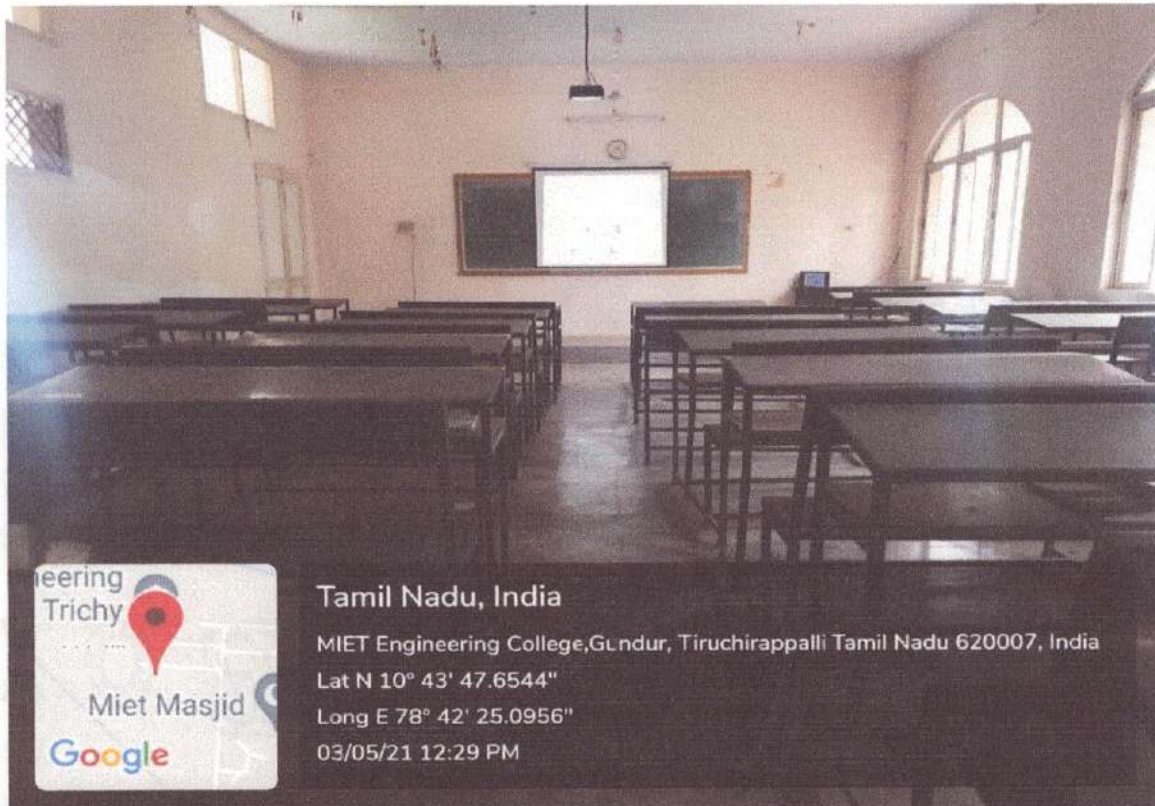 neering
Trichy
Miet Masjid
Google
Tamil Nadu, India
MIET Engineering College,Gundur, Tiruchirappalli Tamil Nadu 620007, India
Lat N 10° 43' 47.6544"
Long E 78° 42' 25.0956"
03/05/21 12:29 PM